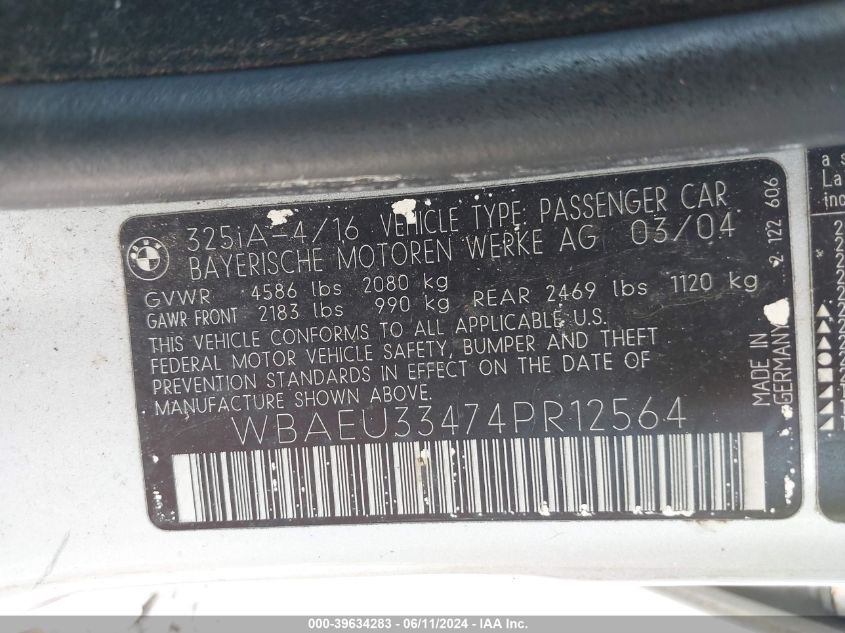 325iA-4/16 VEHICLE TYPE: PASSENGER CAR
BAYERISCHE MOTOREN WERKE AG 03/04
GVWR 4586 lbs 2080 kg
GAWR FRONT 2183 lbs 990 kg REAR 2469 lbs 1120 kg
THIS VEHICLE CONFORMS TO ALL APPLICABLE U.S.
FEDERAL MOTOR VEHICLE SAFETY, BUMPER AND THEFT
PREVENTION STANDARDS IN EFFECT ON THE DATE OF
MANUFACTURE SHOWN ABOVE.
WBAEU33474PR12564
2 122 606
MADE IN
GERMANY
a s
La
inc
000-39634283 - 06/11/2024 - IAA Inc.